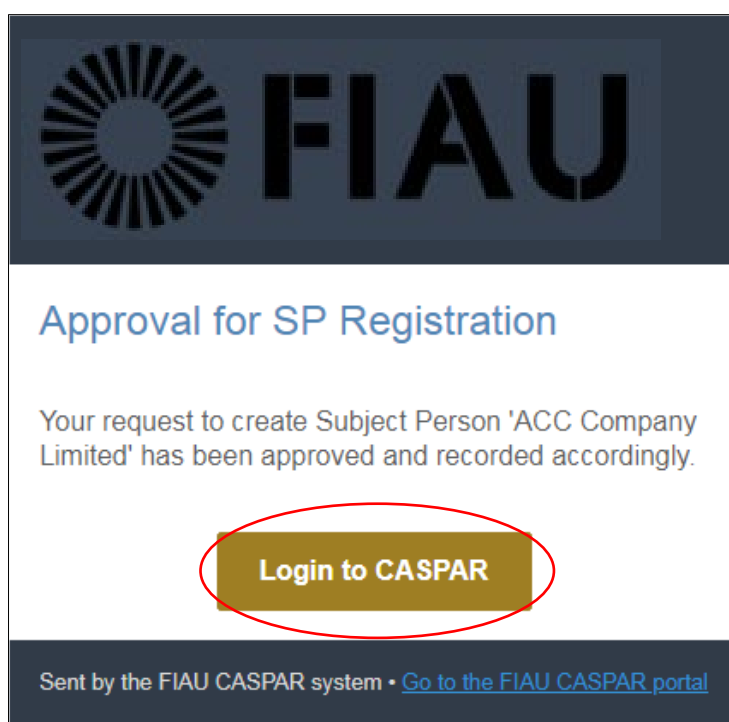 FIAU
Approval for SP Registration
Your request to create Subject Person 'ACC Company
Limited' has been approved and recorded accordingly.
Login to CASPAR
Sent by the FIAU CASPAR system • Go to the FIAU CASPAR portal